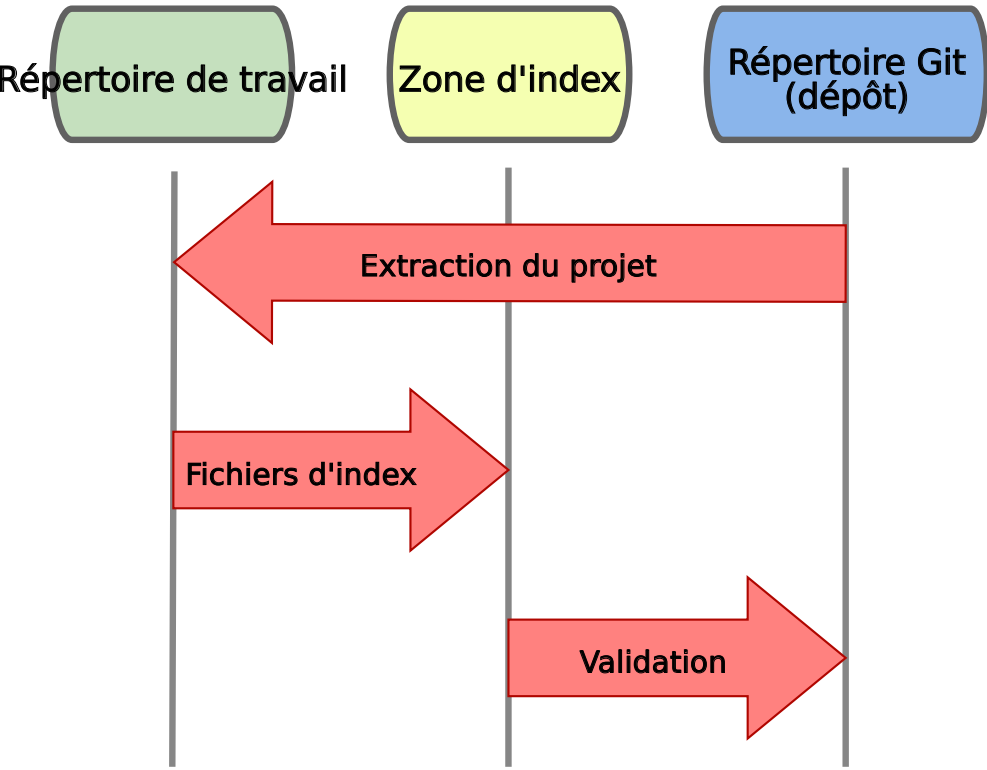 Répertoire de travail
Zone d'index
Répertoire Git
(dépôt)
Extraction du projet
Fichiers d'index
Validation